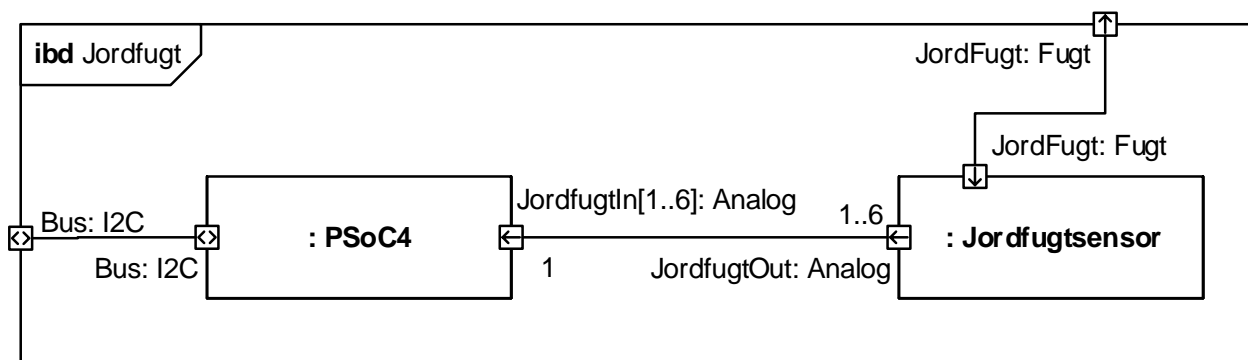 ibd Jordfugt
JordFugt: Fugt
JordFugt: Fugt
JordfugtIn[1..6]: Analog
1..6
Bus: I2C
: PSoC4
: Jordfugtsensor
Bus: I2C
1
JordfugtOut: Analog